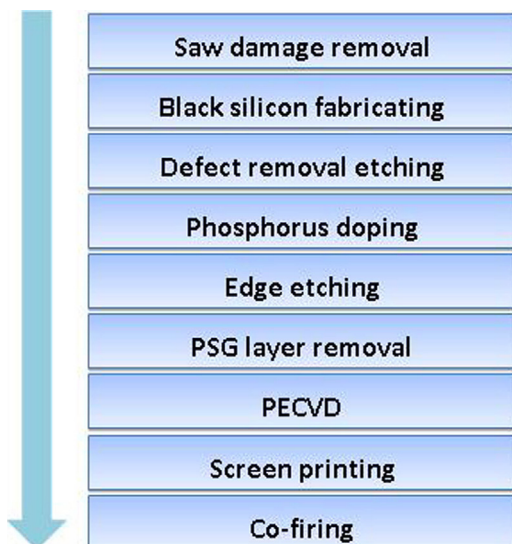 Saw damage removal
Black silicon fabricating
Defect removal etching
Phosphorus doping
Edge etching
PSG layer removal
PECVD
Screen printing
Co-firing